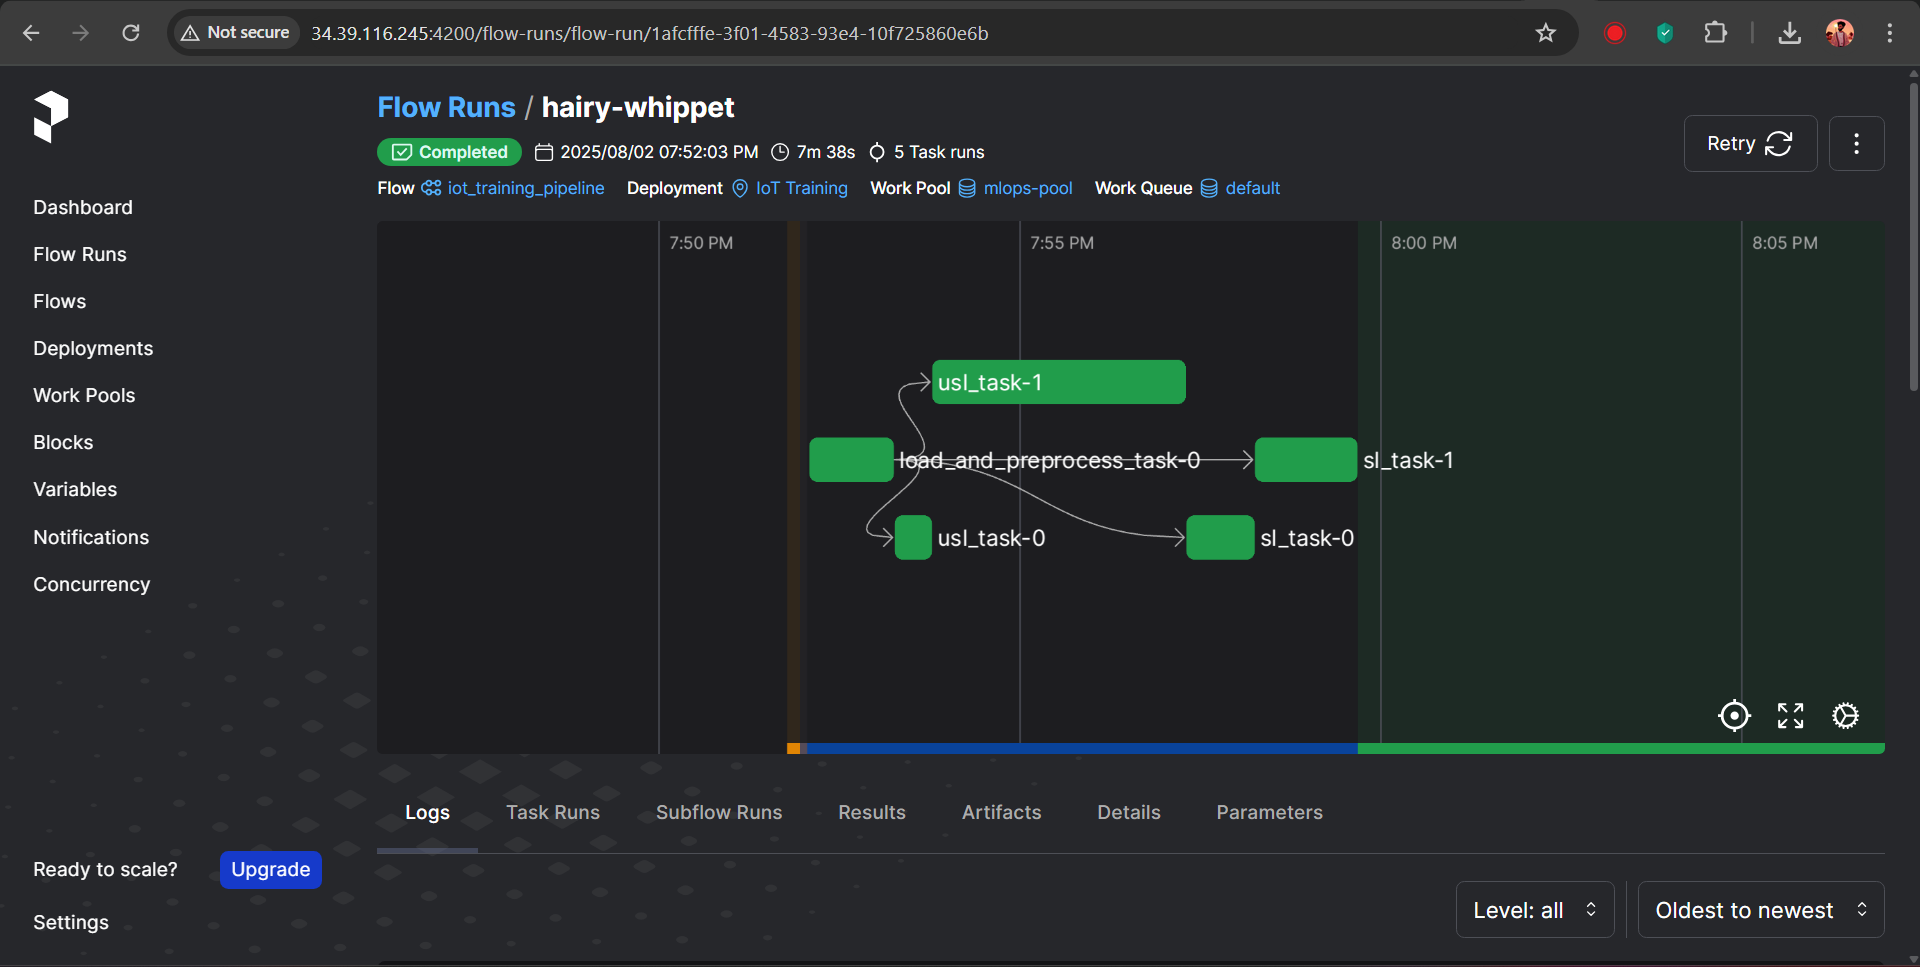 Not secure 34.39.116.245:4200/flow-runs/flow-run/1afcfffe-3f01-4583-93e4-10f725860e6b
Flow Runs / hairy-whippet
Completed 2025/08/02 07:52:03 PM 7m 38s 5 Task runs
Retry
Flow iot_training_pipeline Deployment IoT Training Work Pool mlops-pool Work Queue default
Dashboard
Flow Runs
Flows
Deployments
Work Pools
Blocks
Variables
Notifications
Concurrency
7:50 PM 7:55 PM 8:00 PM 8:05 PM
usl_task-1
load_and_preprocess_task-0 sl_task-1
usl_task-0 sl_task-0
Logs Task Runs Subflow Runs Results Artifacts Details Parameters
Ready to scale? Upgrade
Settings
Level: all Oldest to newest